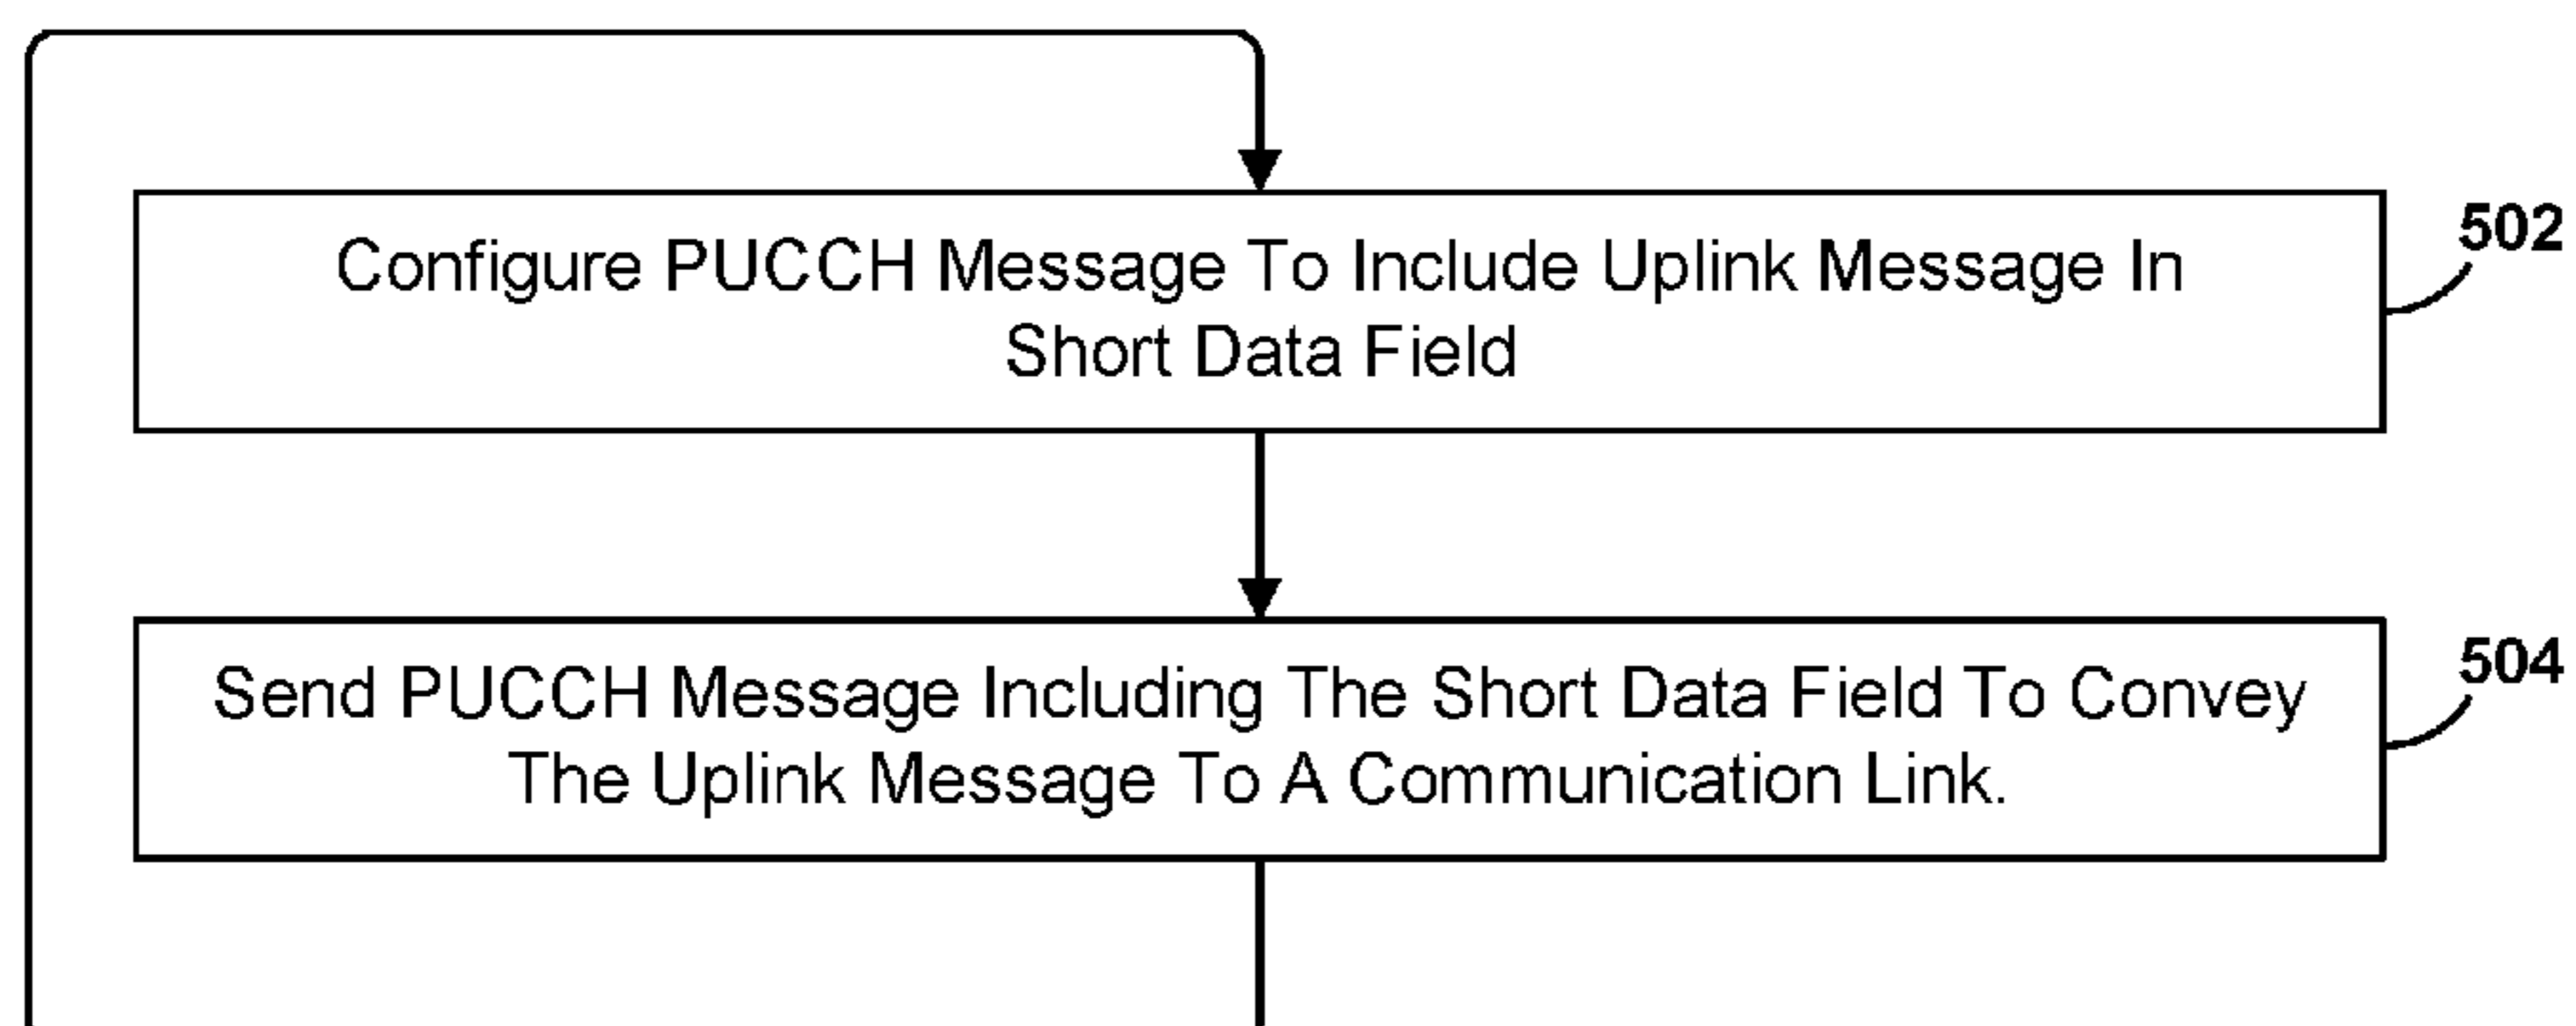 Configure PUCCH Message To Include Uplink Message In
Short Data Field
502
Send PUCCH Message Including The Short Data Field To Convey
The Uplink Message To A Communication Link.
504